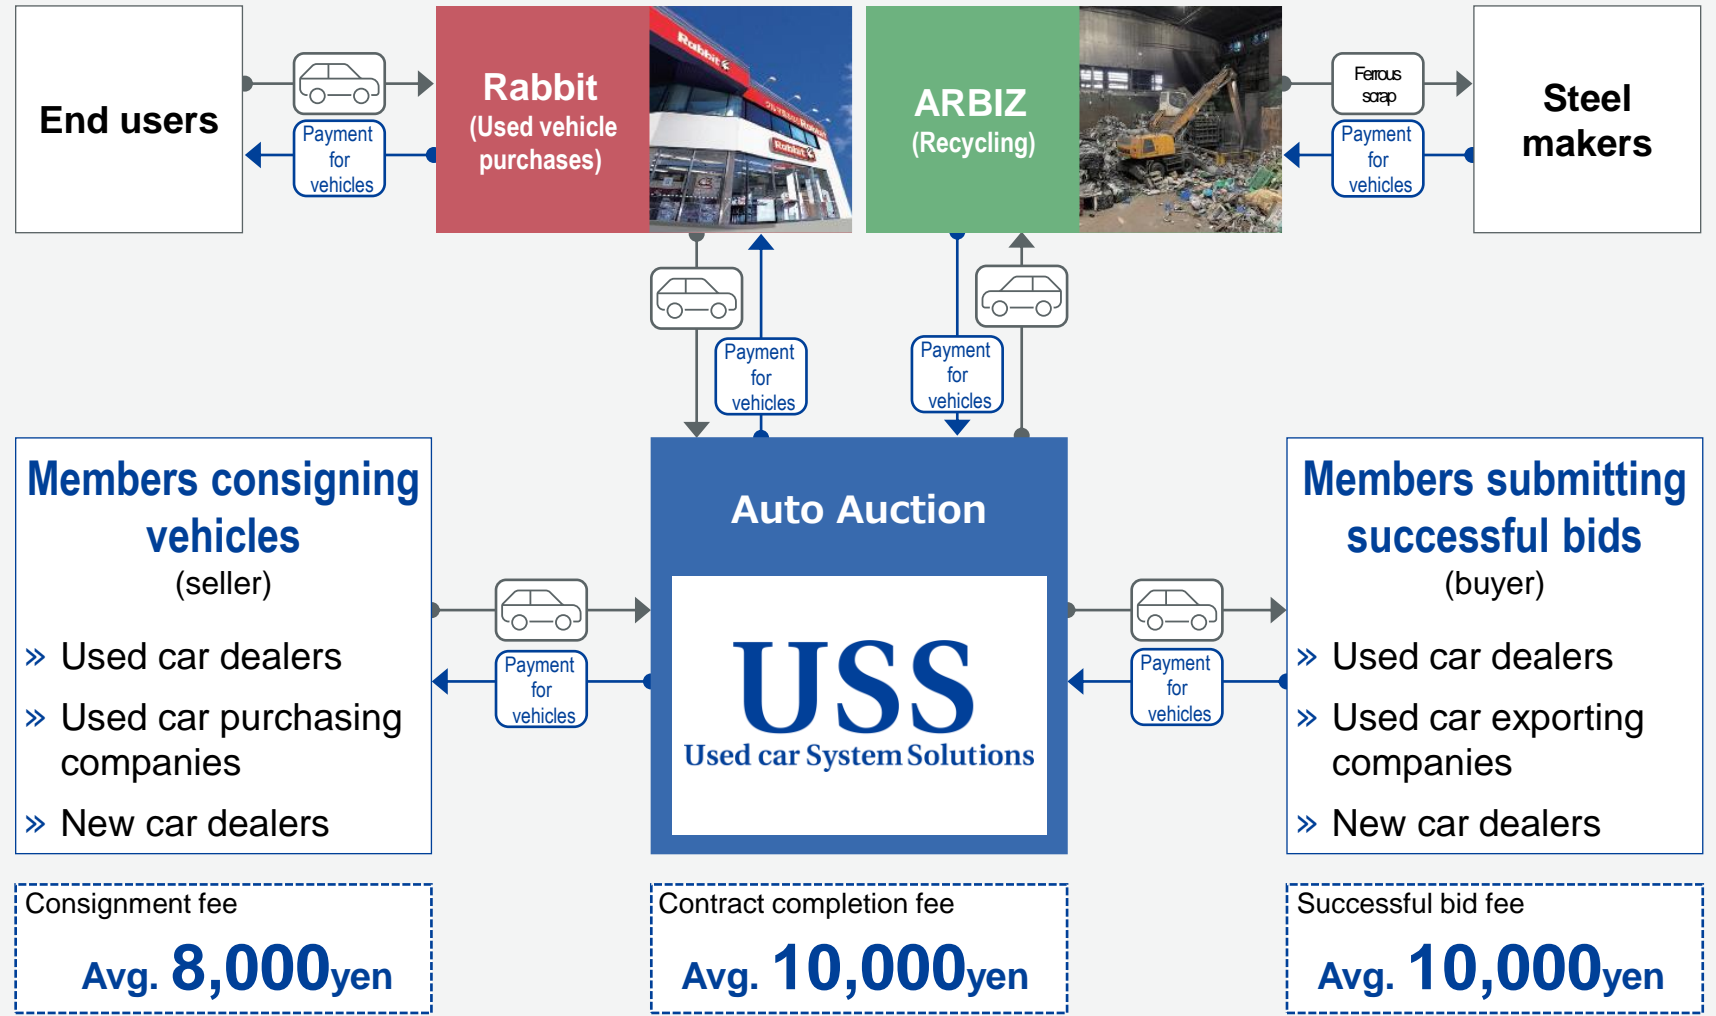 End users
Payment
for
vehicles
Rabbit
(Used vehicle
purchases)
Rabbit
Rabbit
ARBIZ
(Recycling)
Ferrous
scrap
Payment
for
vehicles
Steel
makers
Payment
for
vehicles
Payment
for
vehicles
Members consigning
vehicles
(seller)
» Used car dealers
» Used car purchasing
companies
» New car dealers
Payment
for
vehicles
Auto Auction
USS
Used car System Solutions
Payment
for
vehicles
Members submitting
successful bids
(buyer)
» Used car dealers
» Used car exporting
companies
» New car dealers
Consignment fee
Avg. 8,000yen
Contract completion fee
Avg. 10,000yen
Successful bid fee
Avg. 10,000yen